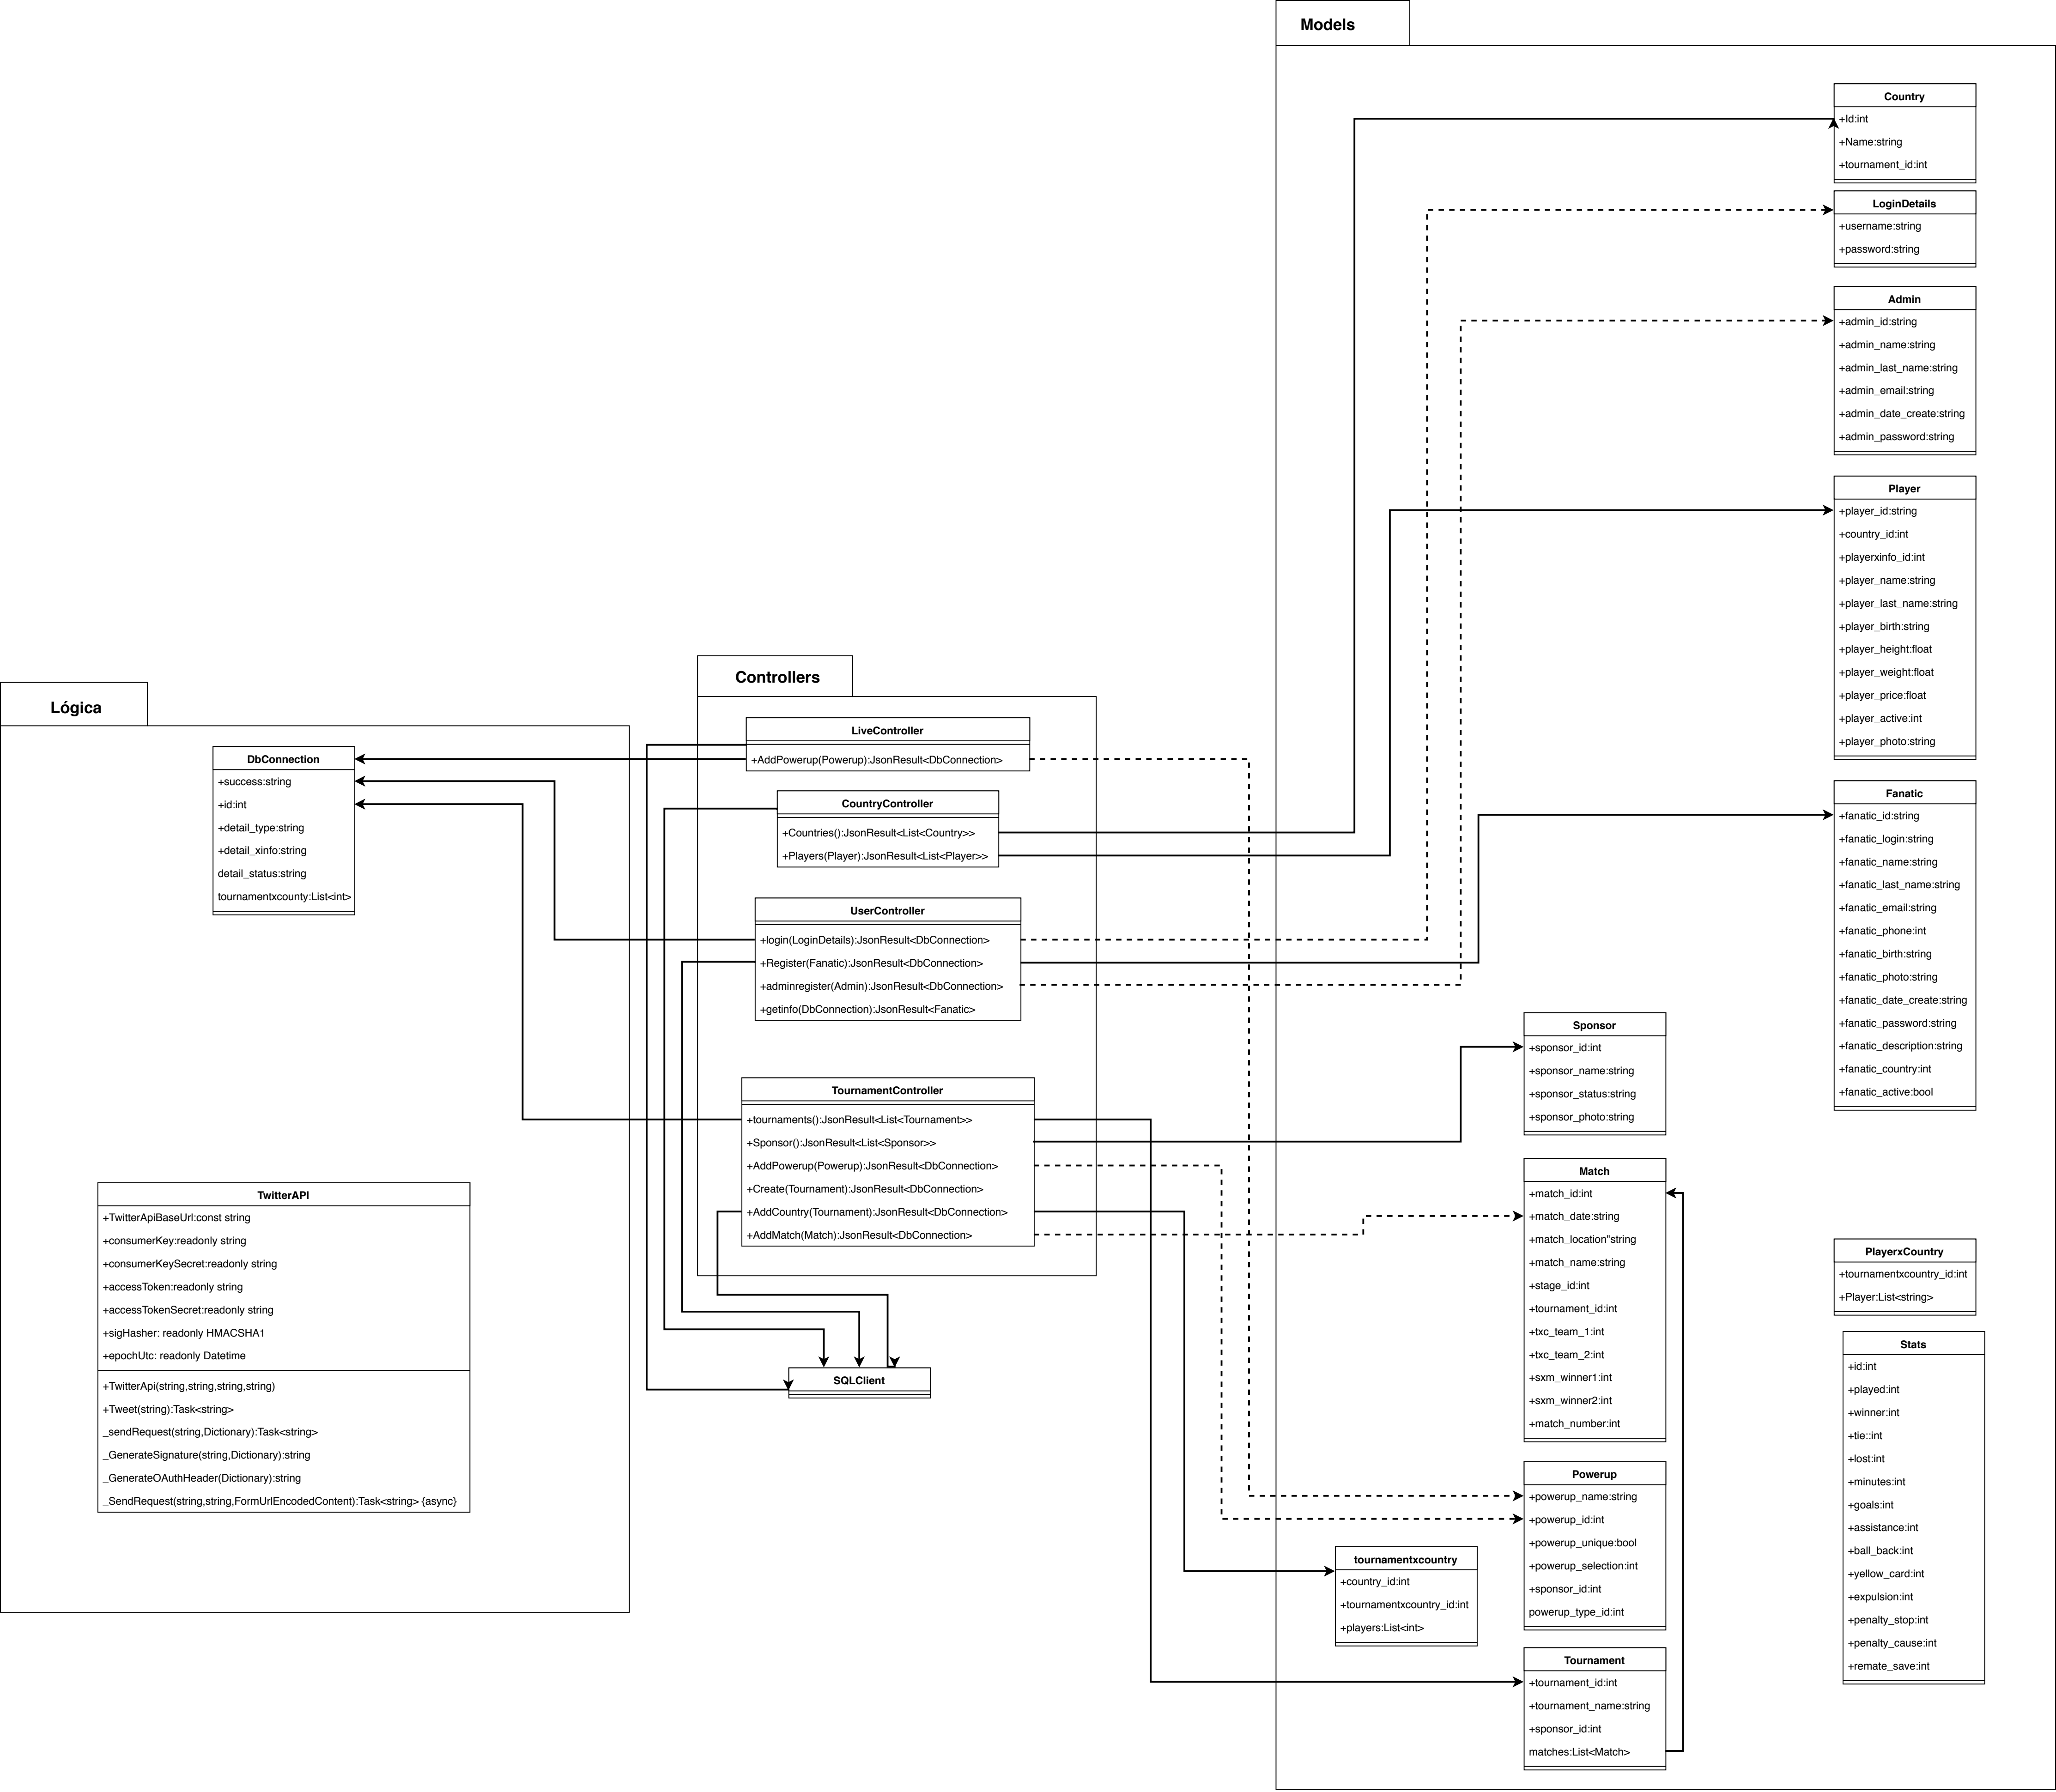 Lógica
DbConnection
+success:string
+id:int
+detail_type:string
+detail_xinfo:string
detail_status:string
tournamentxcounty:List<int>
TwitterAPI
+TwitterApiBaseUrl:const string
+consumerKey:readonly string
+consumerKeySecret:readonly string
+accessToken:readonly string
+accessTokenSecret:readonly string
+sigHasher: readonly HMACSHA1
+epochUtc: readonly Datetime
+TwitterApi(string,string,string,string)
+Tweet(string):Task<string>
_sendRequest(string,Dictionary):Task<string>
_GenerateSignature(string,Dictionary):string
_GenerateOAuthHeader(Dictionary):string
_SendRequest(string,string,FormUrlEncodedContent):Task<string> {async}
Controllers
LiveController
+AddPowerup(Powerup):JsonResult<DbConnection>
CountryController
+Countries():JsonResult<List<Country>>
+Players(Player):JsonResult<List<Player>>
UserController
+login(LoginDetails):JsonResult<DbConnection>
+Register(Fanatic):JsonResult<DbConnection>
+adminregister(Admin):JsonResult<DbConnection>
+getinfo(DbConnection):JsonResult<Fanatic>
TournamentController
+tournaments():JsonResult<List<Tournament>>
+Sponsor():JsonResult<List<Sponsor>>
+AddPowerup(Powerup):JsonResult<DbConnection>
+Create(Tournament):JsonResult<DbConnection>
+AddCountry(Tournament):JsonResult<DbConnection>
+AddMatch(Match):JsonResult<DbConnection>
SQLClient
Models
Country
+Id:int
+Name:string
+tournament_id:int
LoginDetails
+username:string
+password:string
Admin
+admin_id:string
+admin_name:string
+admin_last_name:string
+admin_email:string
+admin_date_create:string
+admin_password:string
Player
+player_id:string
+country_id:int
+playerxinfo_id:int
+player_name:string
+player_last_name:string
+player_birth:string
+player_height:float
+player_weight:float
+player_price:float
+player_active:int
+player_photo:string
Fanatic
+fanatic_id:string
+fanatic_login:string
+fanatic_name:string
+fanatic_last_name:string
+fanatic_email:string
+fanatic_phone:int
+fanatic_birth:string
+fanatic_photo:string
+fanatic_date_create:string
+fanatic_password:string
+fanatic_description:string
+fanatic_country:int
+fanatic_active:bool
Sponsor
+sponsor_id:int
+sponsor_name:string
+sponsor_status:string
+sponsor_photo:string
Match
+match_id:int
+match_date:string
+match_location"string
+match_name:string
+stage_id:int
+tournament_id:int
+txc_team_1:int
+txc_team_2:int
+sxm_winner1:int
+sxm_winner2:int
+match_number:int
PlayerxCountry
+tournamentxcountry_id:int
+Player:List<string>
Stats
+id:int
+played:int
+winner:int
+tie::int
+lost:int
+minutes:int
+goals:int
+assistance:int
+ball_back:int
+yellow_card:int
+expulsion:int
+penalty_stop:int
+penalty_cause:int
+remate_save:int
Powerup
+powerup_name:string
+powerup_id:int
+powerup_unique:bool
+powerup_selection:int
+sponsor_id:int
powerup_type_id:int
tournamentxcountry
+country_id:int
+tournamentxcountry_id:int
+players:List<int>
Tournament
+tournament_id:int
+tournament_name:string
+sponsor_id:int
matches:List<Match>